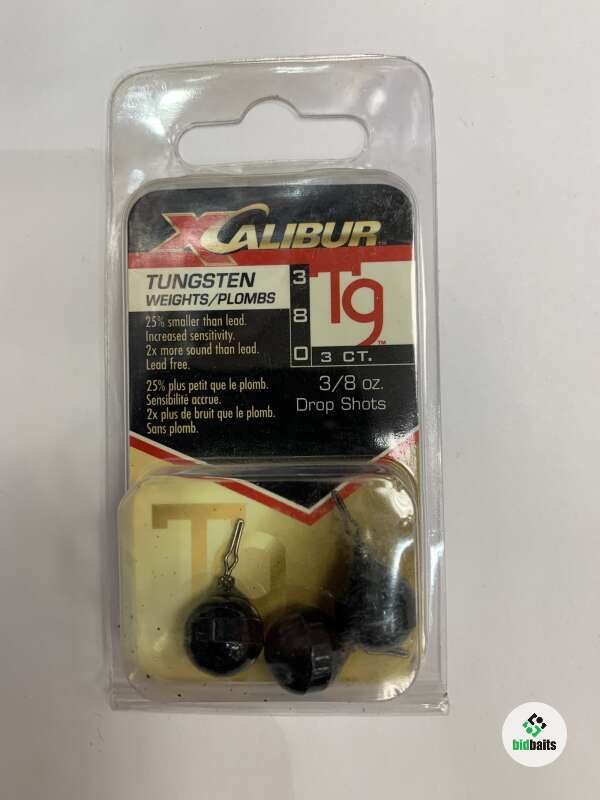 XCALIBUR
TUNGSTEN
WEIGHTS/PLOMBS
25% smaller than lead.
Increased sensitivity.
2x more sound than lead.
Lead free.
25% plus petit que le plomb.
Sensibilité accrue.
2x plus de bruit que le plomb.
Sans plomb.
3
8
0
Tg™
3 CT.
3/8 oz.
Drop Shots
Tg
bidbaits